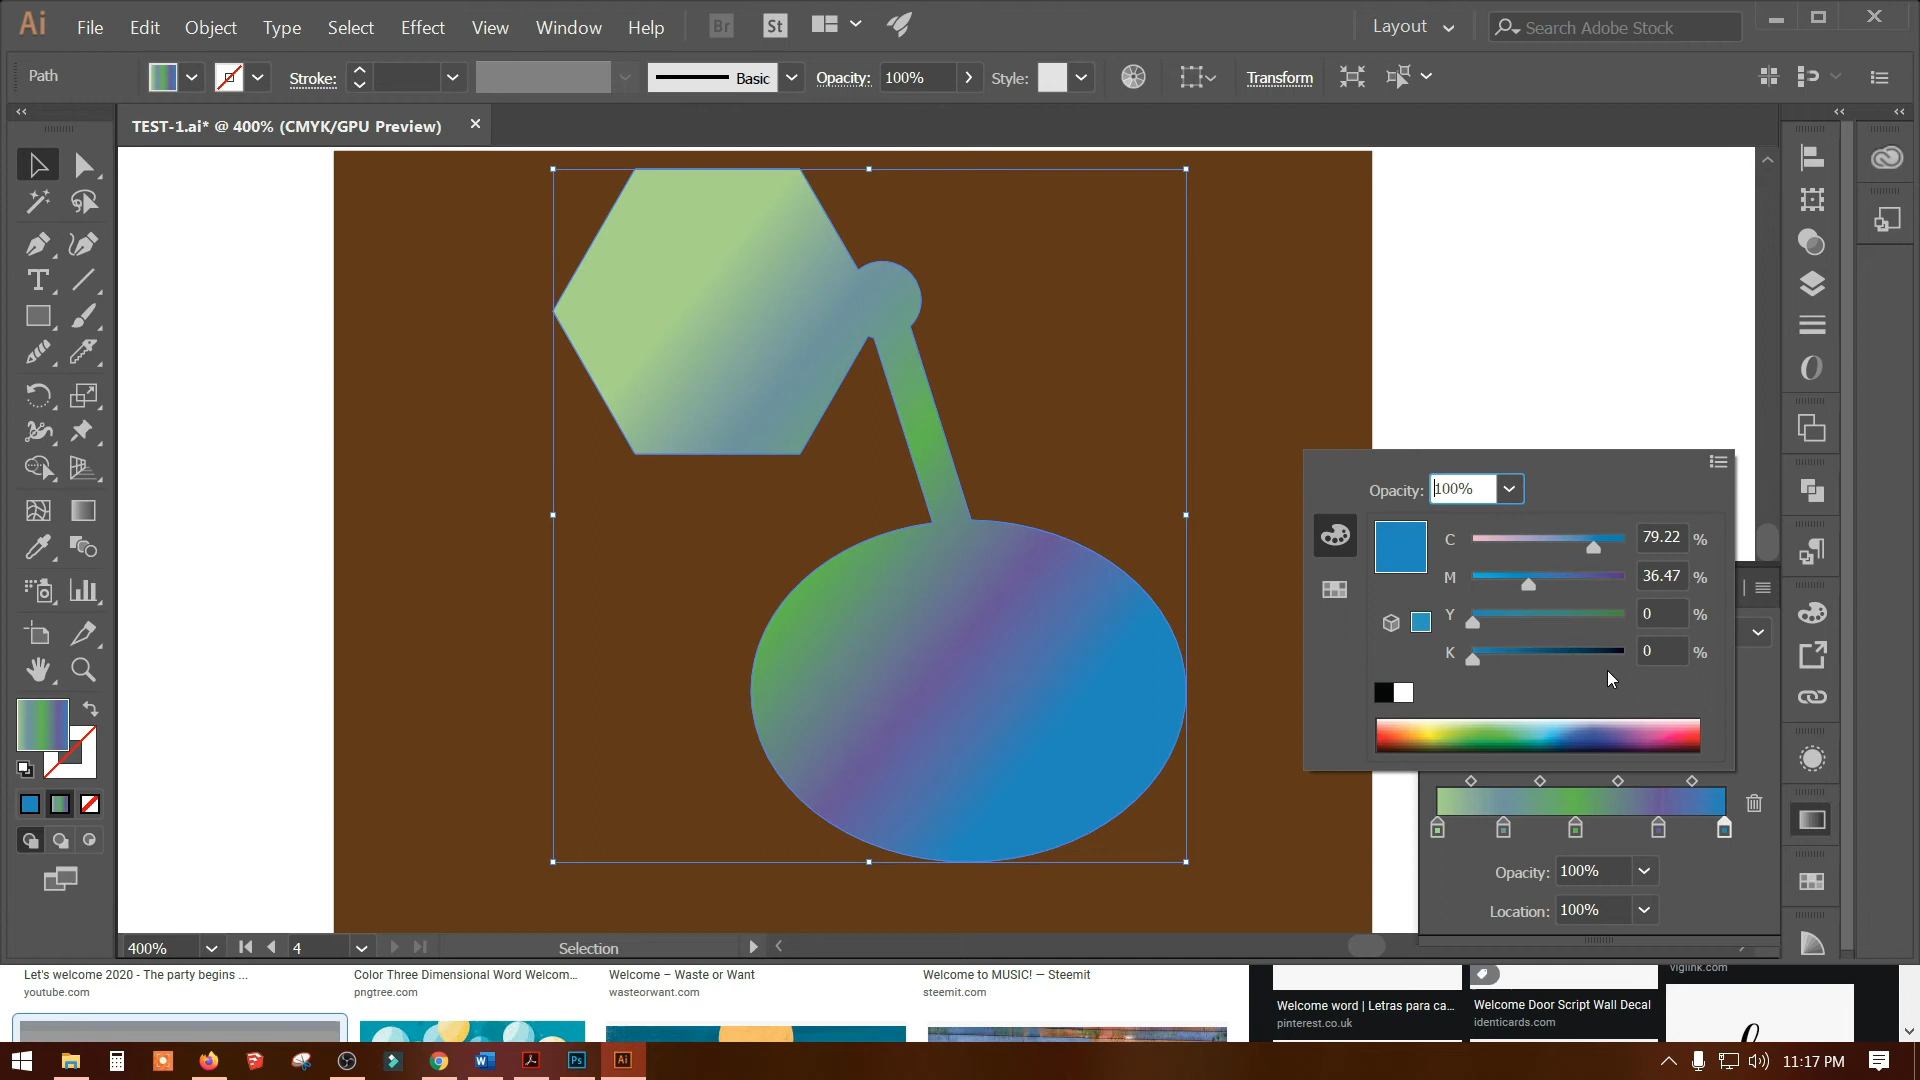 Ai File Edit Object Type Select Effect View Window Help Br St Layout Search Adobe Stock
Path Stroke: Basic Opacity: 100% Style: Transform
TEST-1.ai* @ 400% (CMYK/GPU Preview)
Opacity: 100%
C 79.22 %
M 36.47 %
Y 0 %
K 0 %
Opacity: 100%
Location: 100%
400% 4 Selection
Let's welcome 2020 - The party begins ...
youtube.com
Color Three Dimensional Word Welcom...
pngtree.com
Welcome – Waste or Want
wasteorwant.com
Welcome to MUSIC! — Steemit
steemit.com
Welcome word | Letras para ca...
pinterest.co.uk
Welcome Door Script Wall Decal
identicards.com
viglink.com
W Ps Ai 11:17 PM